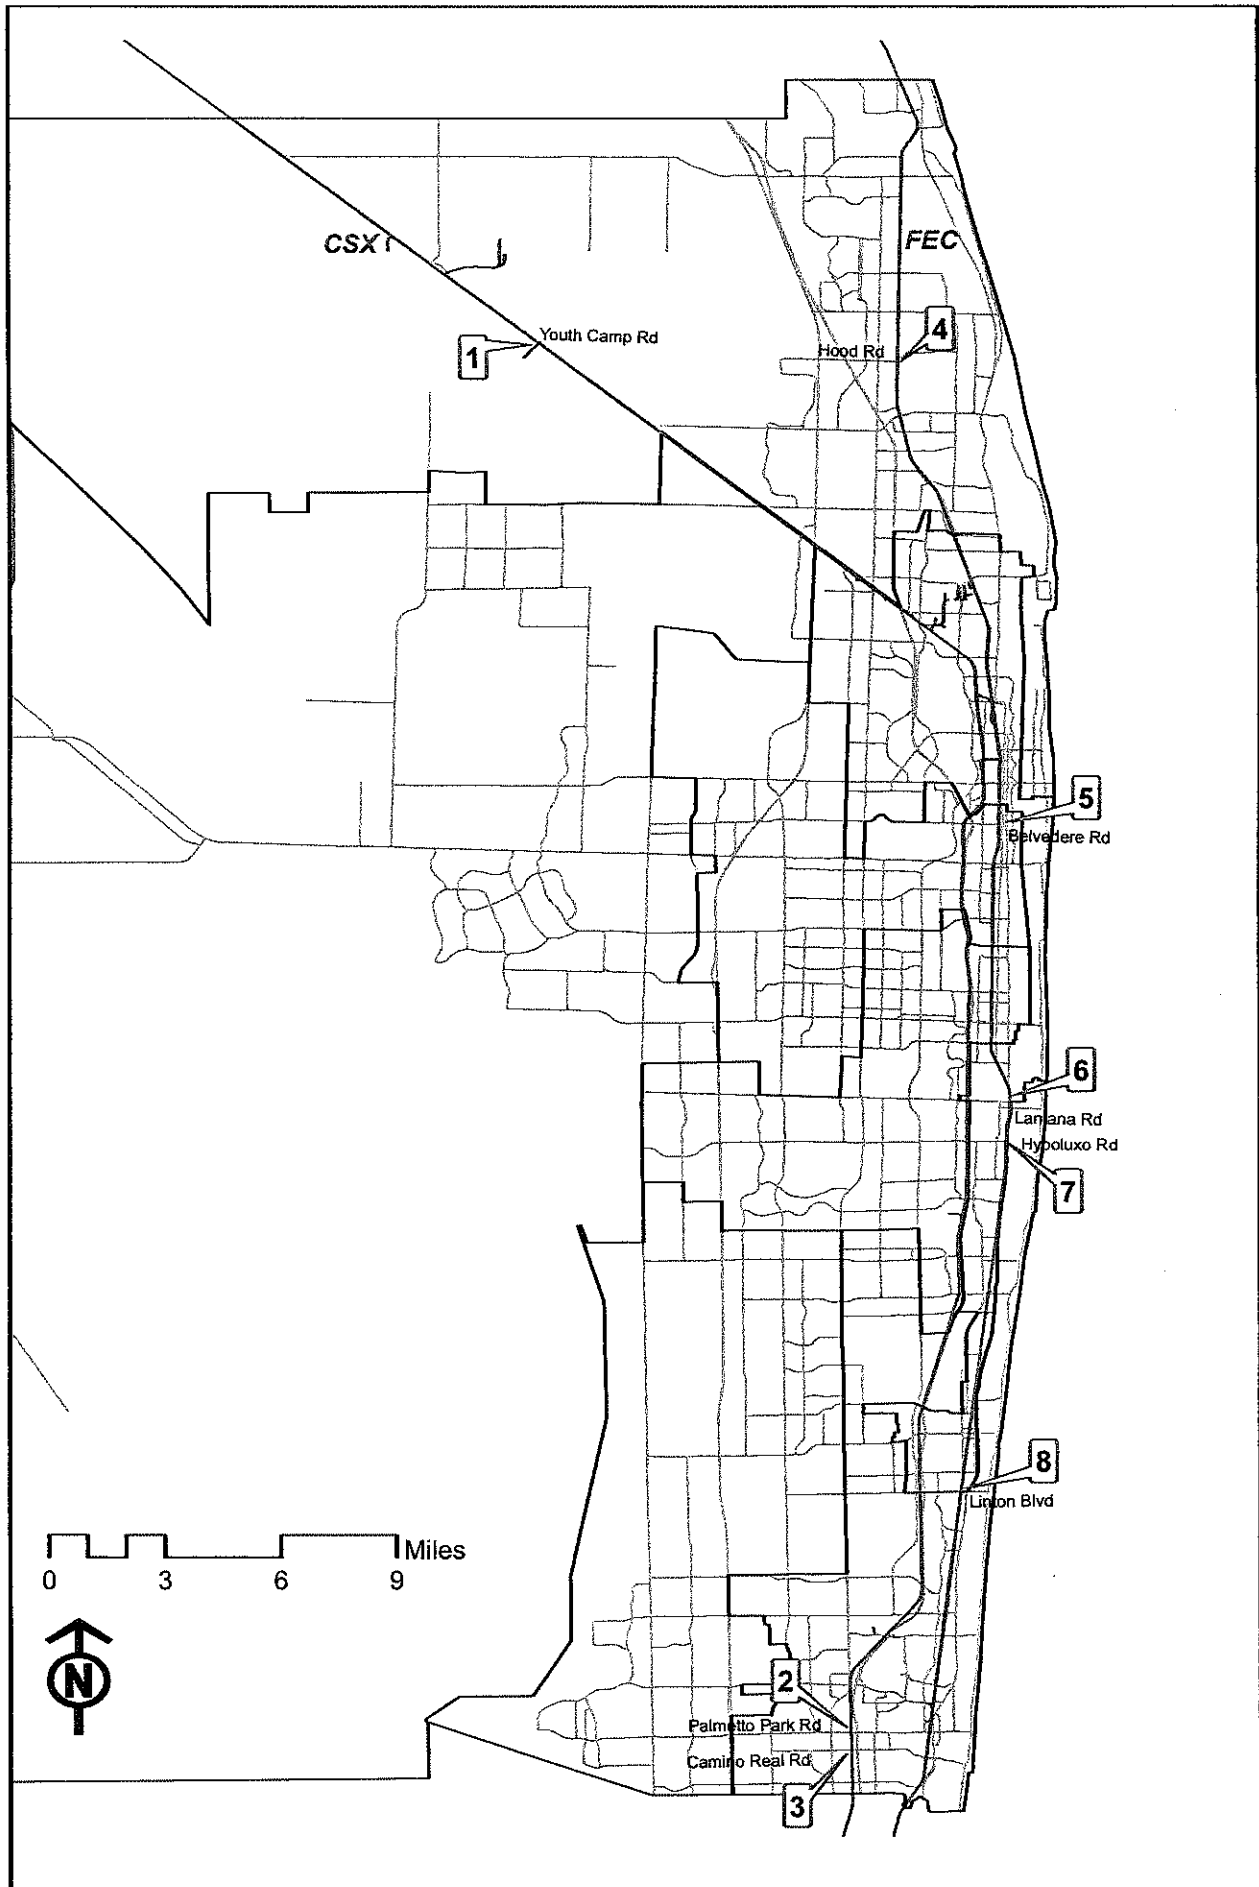 CSX
FEC
Youth Camp Rd
1
4
Hood Rd
5
Belvedere Rd
6
Lantana Rd
Hypoluxo Rd
7
8
Linton Blvd
Miles
0 3 6 9
N
2
Palmetto Park Rd
Camino Real Rd
3